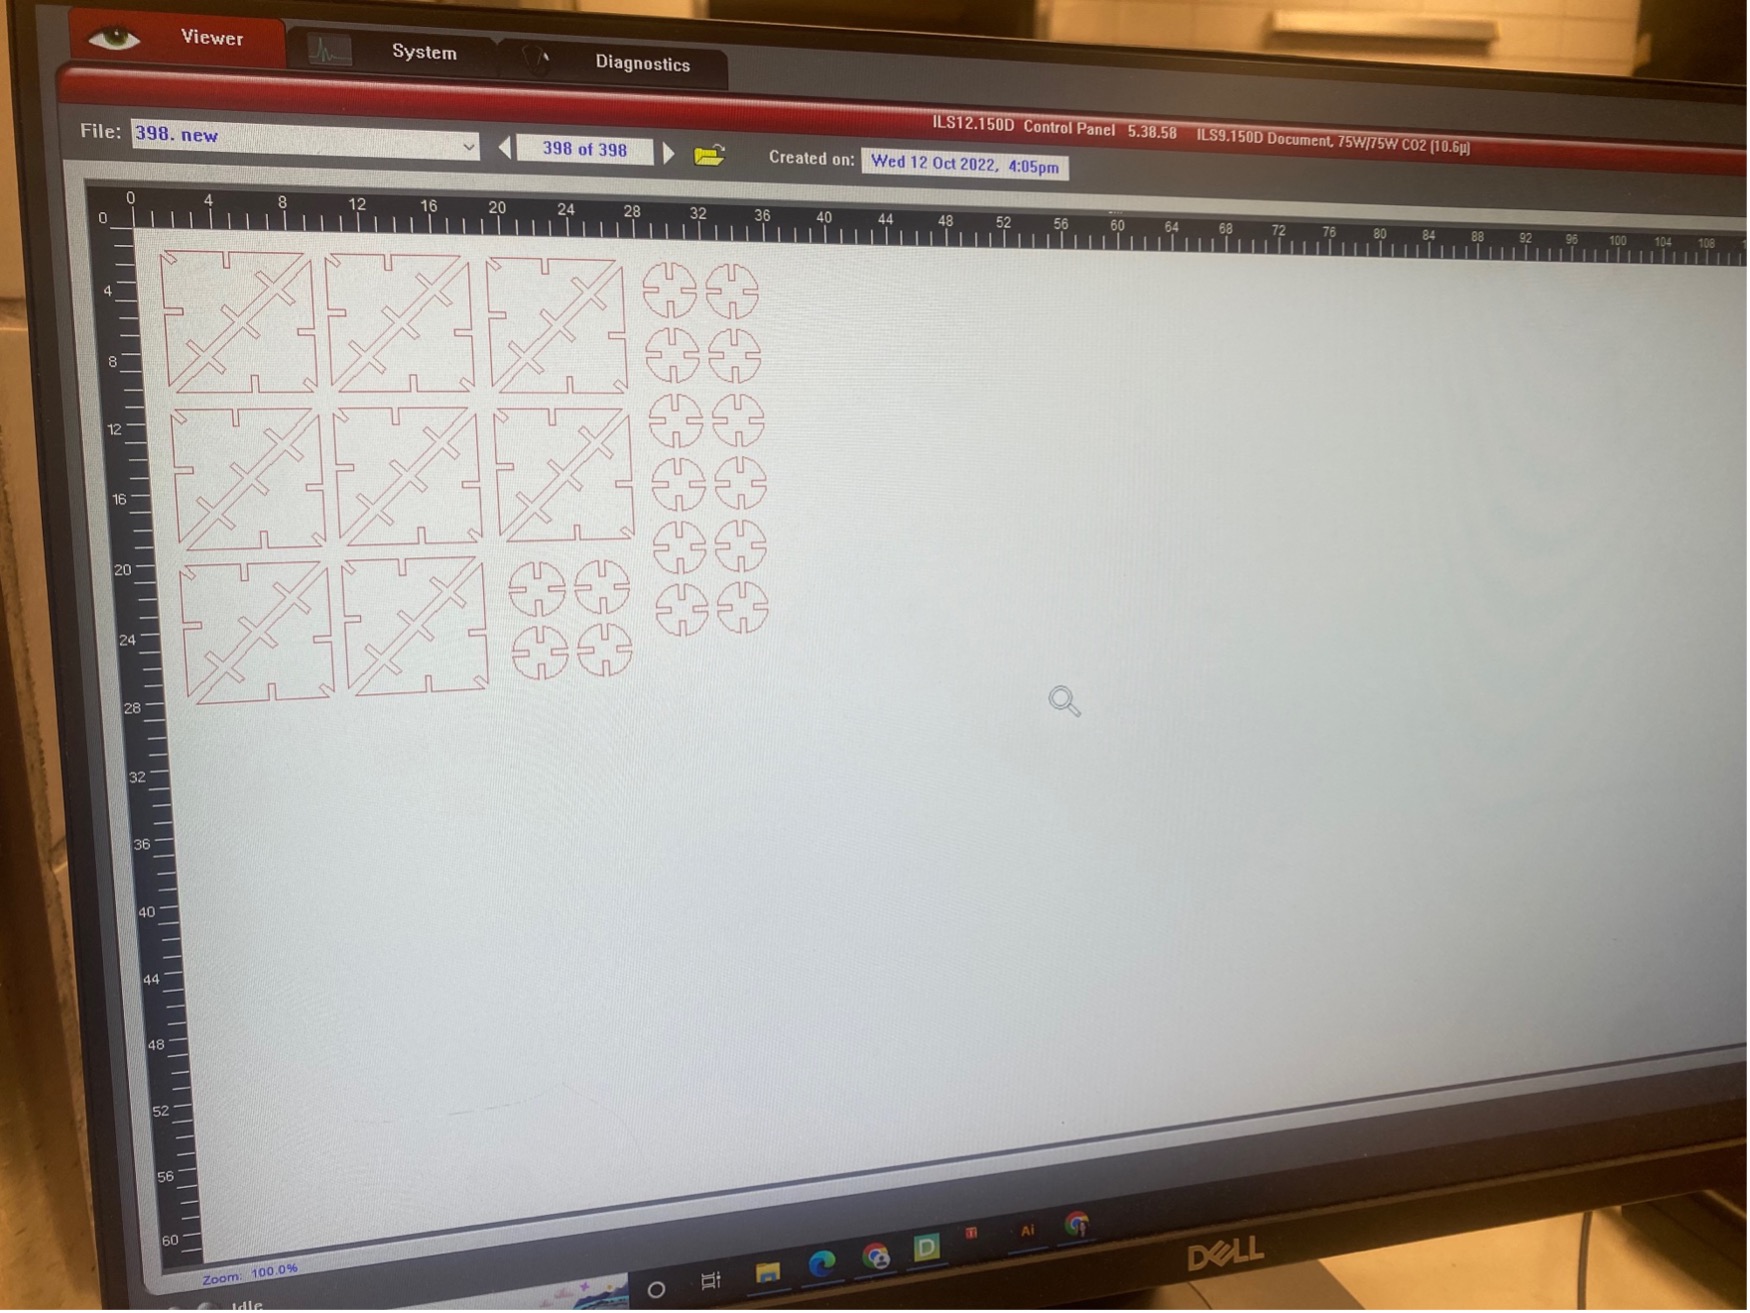 Viewer System Diagnostics
ILS12.150D Control Panel 5.38.58 ILS9.150D Document, 75W/75W CO2 (10.6µ)
File: 398. new 398 of 398 Created on: Wed 12 Oct 2022, 4:05pm
0 4 8 12 16 20 24 28 32 36 40 44 48 52 56 60 64 68 72 76 80 84 88 92 96 100 104 108
0
4
8
12
16
20
24
28
32
36
40
44
48
52
56
60
Zoom: 100.0%
Idle
D Ai
DELL